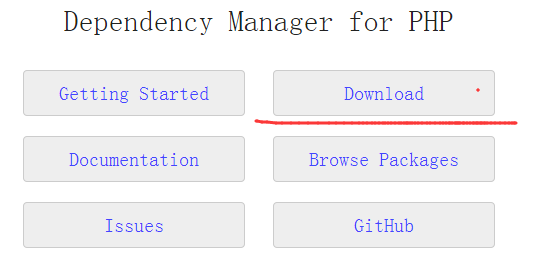 Dependency Manager for PHP
Getting Started
Download
Documentation
Browse Packages
Issues
GitHub